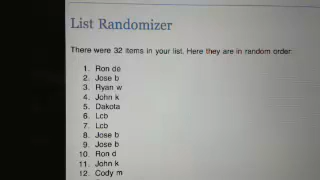 List Randomizer
There were 32 items in your list. Here they are in random order:
1. Ron de
2. Jose b
3. Ryan w
4. John k
5. Dakota
6. Lcb
7. Lcb
8. Jose b
9. Jose b
10. Ron d
11. John k
12. Cody m